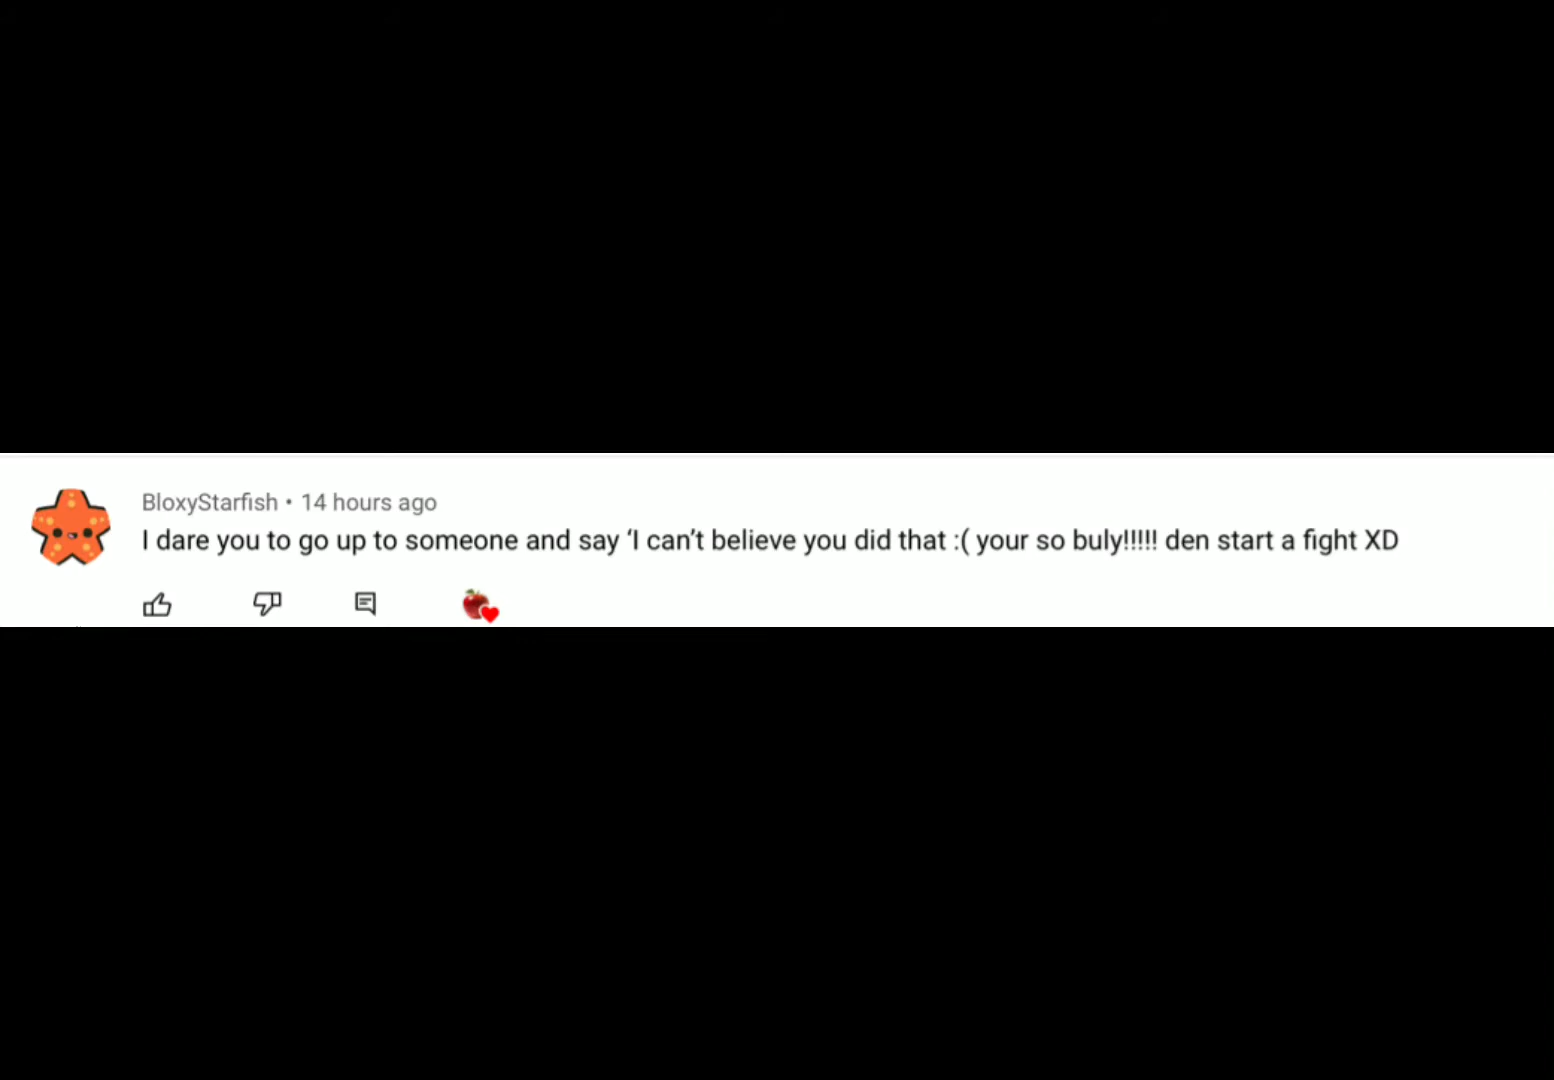 BloxyStarfish • 14 hours ago
I dare you to go up to someone and say ‘I can’t believe you did that :( your so buly!!!!! den start a fight XD